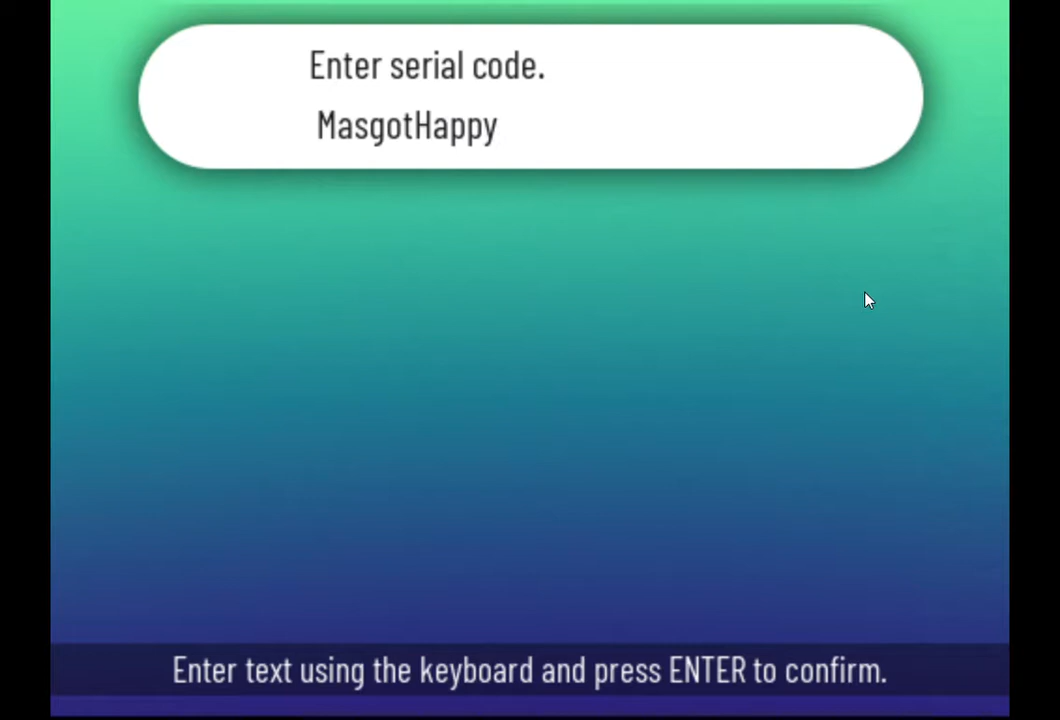 Enter serial code.
MasgotHappy
Enter text using the keyboard and press ENTER to confirm.